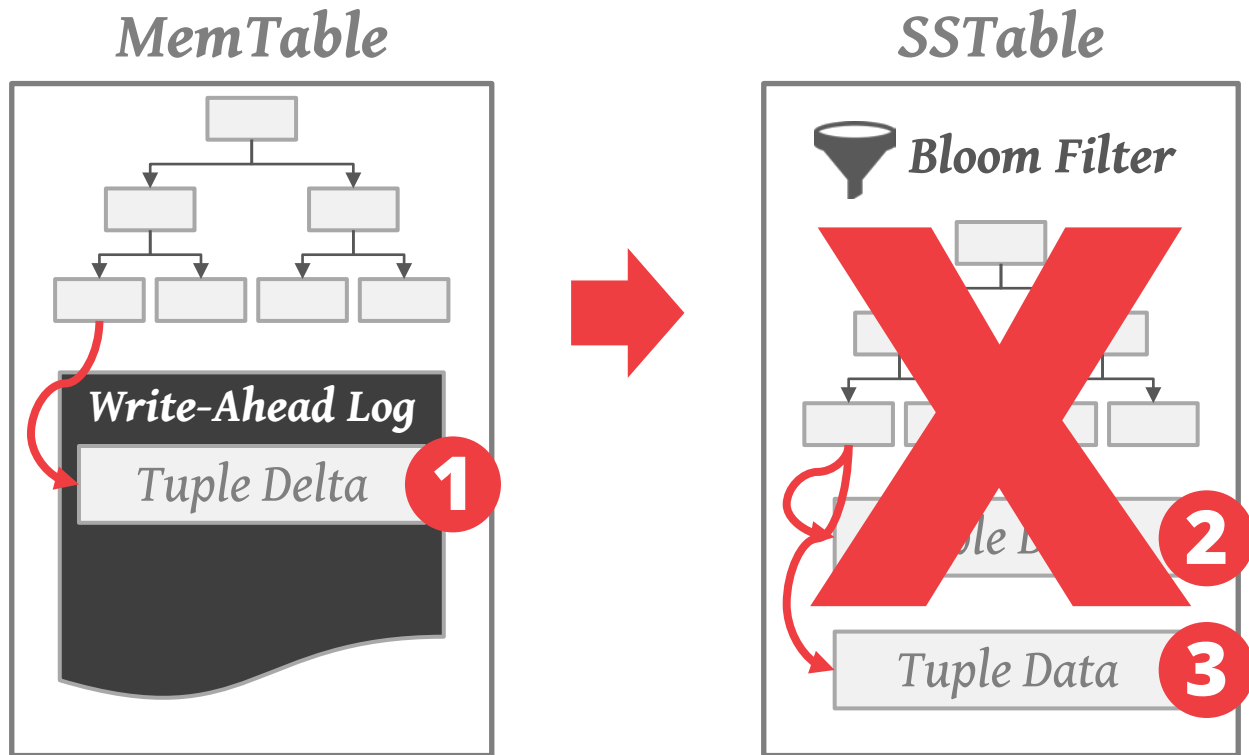 MemTable
SSTable
Bloom Filter
Write-Ahead Log
Tuple Delta
1
2
Tuple Data
3